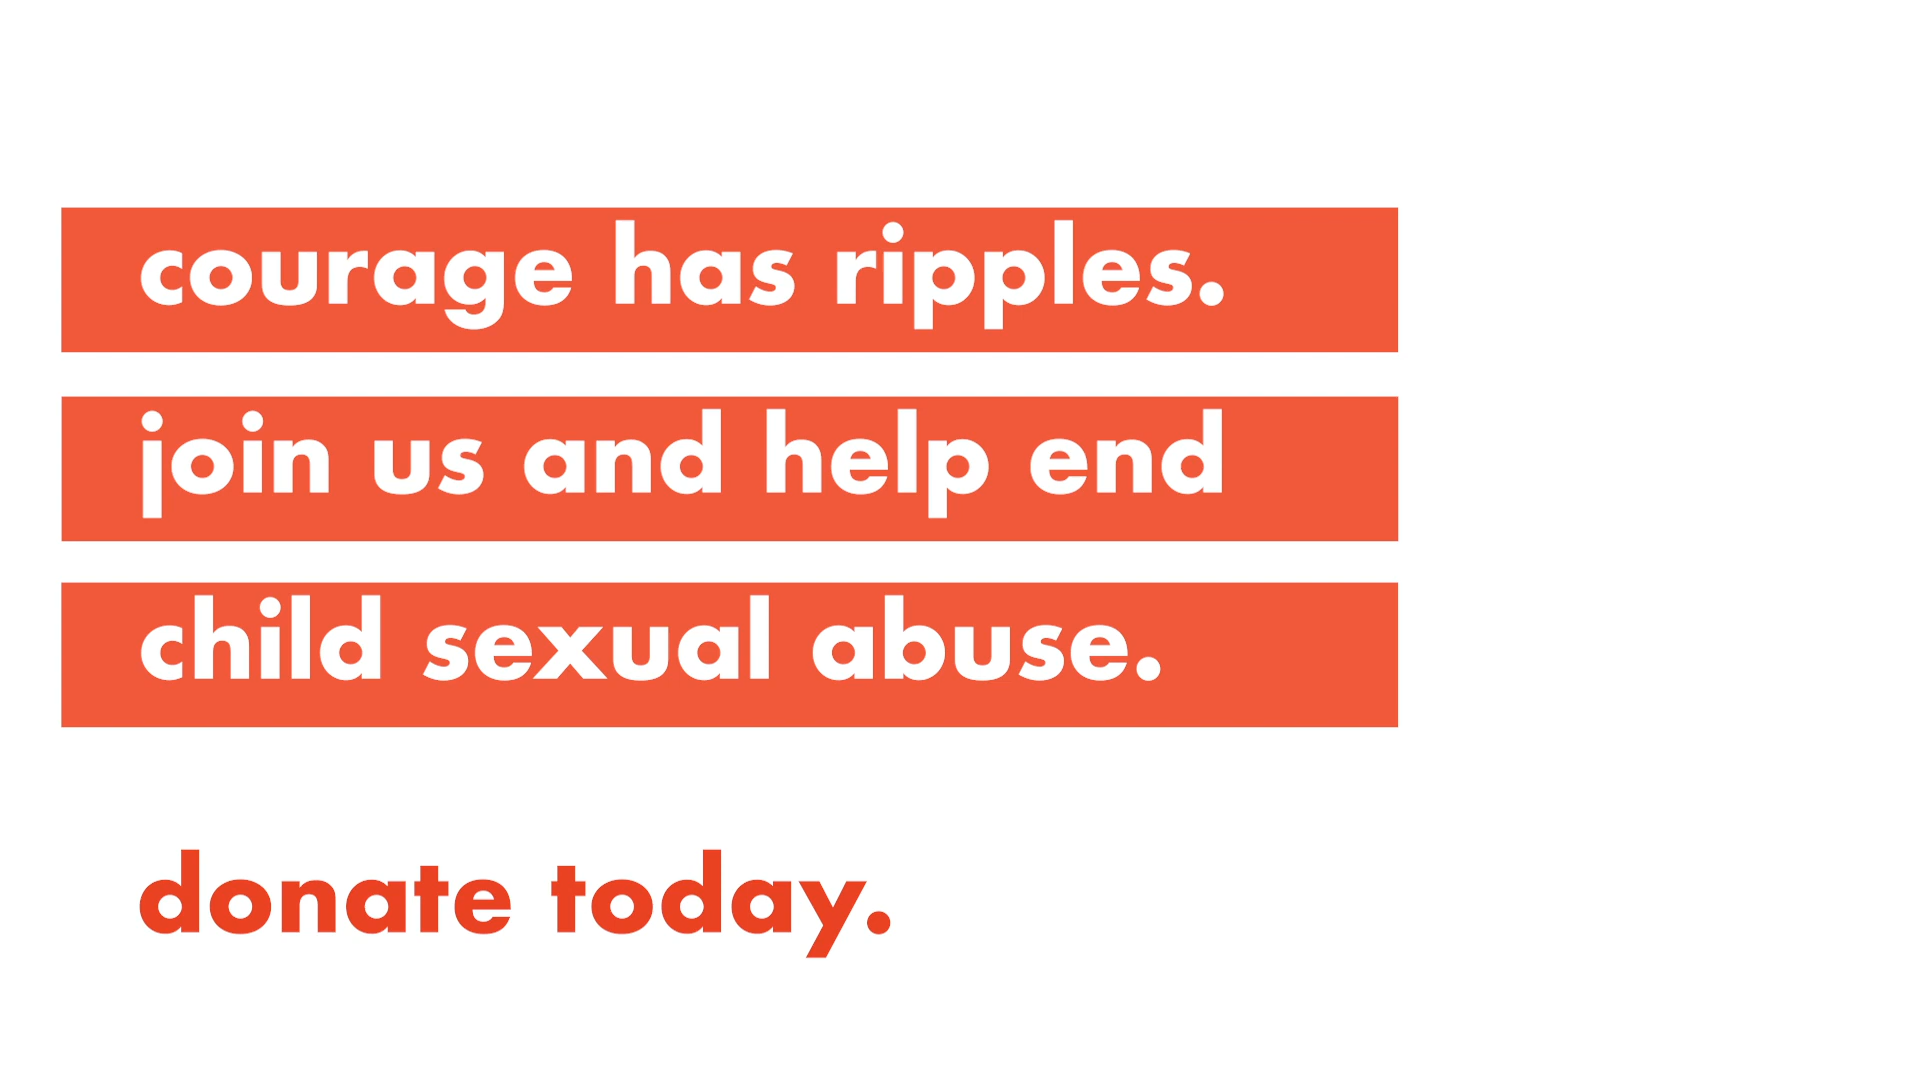 courage has ripples.
join us and help end
child sexual abuse.
donate today.